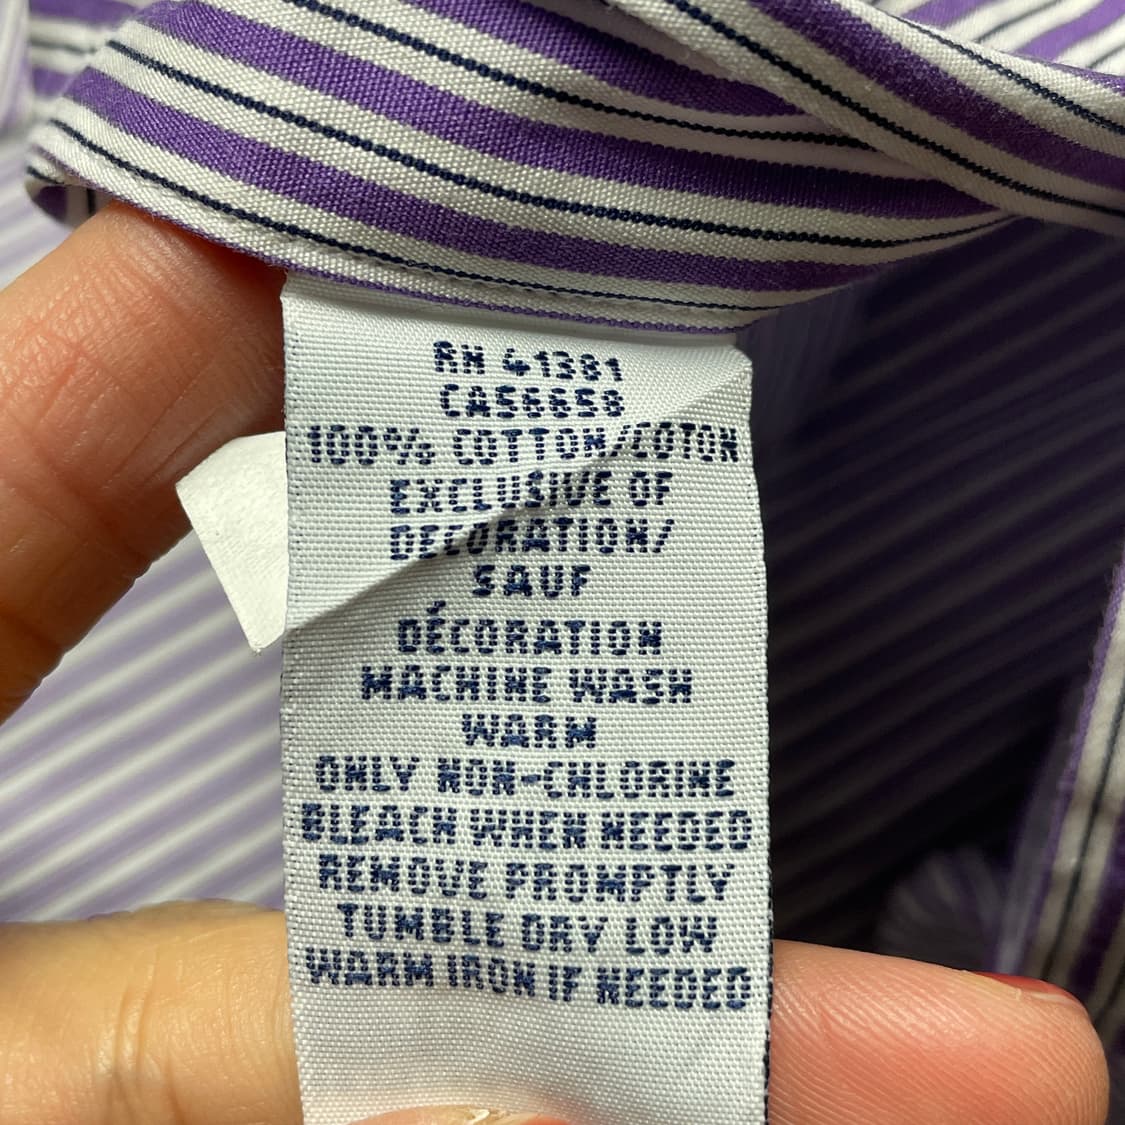 RN 41381
CA56658
100% COTTON/COTON
EXCLUSIVE OF
DECORATION/
SAUF
DÉCORATION
MACHINE WASH
WARM
ONLY NON-CHLORINE
BLEACH WHEN NEEDED
REMOVE PROMPTLY
TUMBLE DRY LOW
WARM IRON IF NEEDED